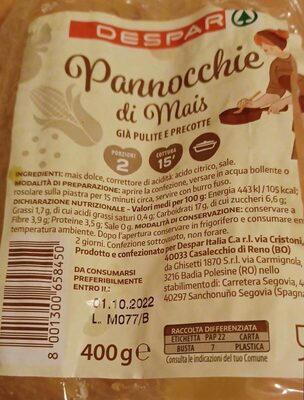 DESPAR
Pannocchie
di Mais
GIÀ PULITE E PRECOTTE
PORZIONI
2
COTTURA
15'
INGREDIENTI: mais dolce, correttore di acidità: acido citrico, sale.
MODALITÀ DI PREPARAZIONE: aprire la confezione, versare in acqua bollente o
rosolare sulla piastra per 15 minuti circa, servire con burro fuso.
DICHIARAZIONE NUTRIZIONALE - Valori medi per 100 g: Energia 443 kJ / 105 kcal;
Grassi 1,7 g, di cui acidi grassi saturi 0,4 g; Carboidrati 17 g, di cui zuccheri 6,6 g;
Fibre 3,9 g; Proteine 3,5 g; Sale 0 g. MODALITÀ DI CONSERVAZIONE: conservare a
temperatura ambiente. Dopo l'apertura conservare in frigorifero e consumare en
2 giorni. Confezione sottovuoto, non forare.
Prodotto e confezionato per Despar Italia C.a r.l. via Cristoni,
40033 Casalecchio di Reno (BO)
da Ghisetti 1870 S.r.l. via Carmignola,
3216 Badia Polesine (RO) nello
stabilimento di: Carretera Segovia, 4
40297 Sanchonuño Segovia (Spagna
DA CONSUMARSI
PREFERIBILMENTE
ENTRO IL:
01.10.2022
L. M077/B
8 001300 658450
400g e
RACCOLTA DIFFERENZIATA
ETICHETTA PAP 22 CARTA
BUSTA 7 PLASTICA
Consulta le indicazioni del tuo Comune